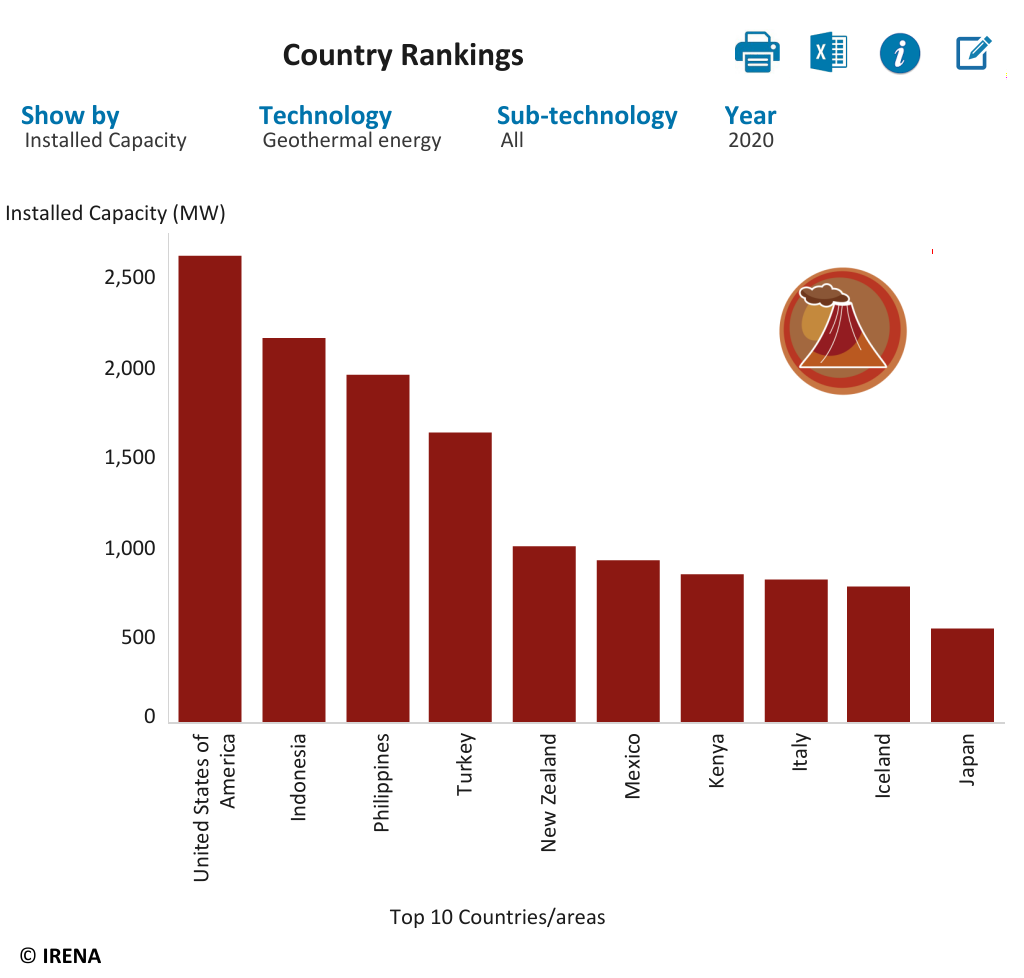 Country Rankings
Show by Technology Sub-technology Year
Installed Capacity Geothermal energy All 2020
Installed Capacity (MW)
2,500
2,000
1,500
1,000
500
0
United States of
America
Indonesia
Philippines
Turkey
New Zealand
Mexico
Kenya
Italy
Iceland
Japan
Top 10 Countries/areas
© IRENA